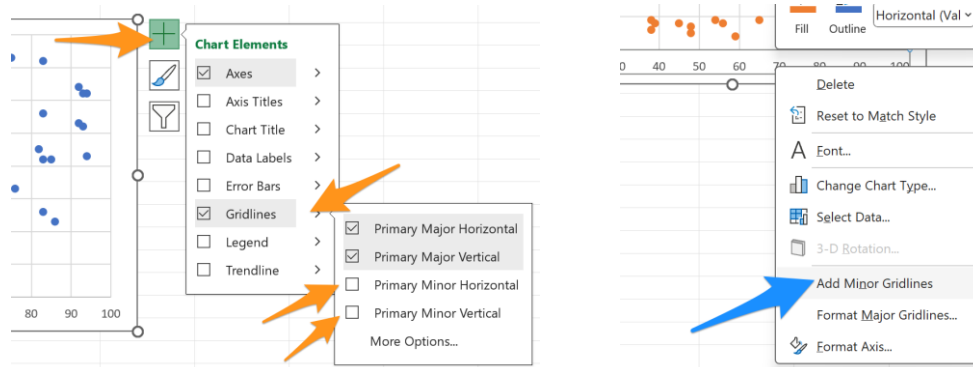 Chart Elements
Axes
Axis Titles
Chart Title
Data Labels
Error Bars
Gridlines
Legend
Trendline
Primary Major Horizontal
Primary Major Vertical
Primary Minor Horizontal
Primary Minor Vertical
More Options...
80 90 100
Fill Outline
Horizontal (Val
0 40 50 60 70 80 90 100
Delete
Reset to Match Style
Font...
Change Chart Type...
Select Data...
3-D Rotation...
Add Minor Gridlines
Format Major Gridlines...
Format Axis...